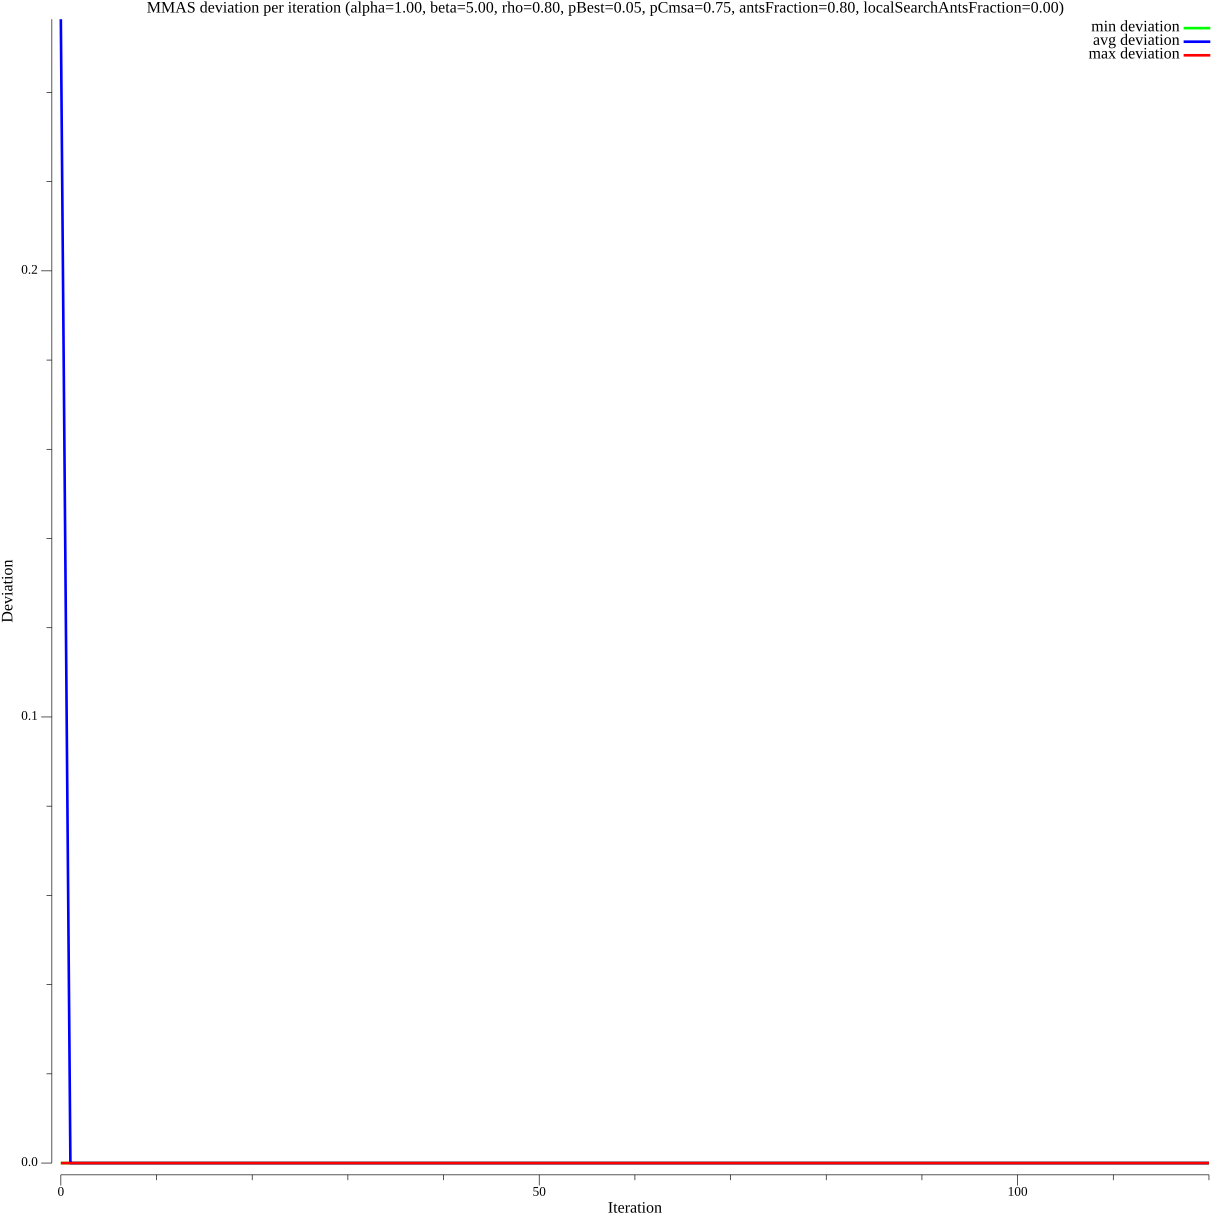 MMAS deviation per iteration (alpha=1.00, beta=5.00, rho=0.80, pBest=0.05, pCmsa=0.75, antsFraction=0.80, localSearchAntsFraction=0.00)
min deviation
avg deviation
max deviation
0.2
0.1
0.0
Deviation
0 50 100
Iteration